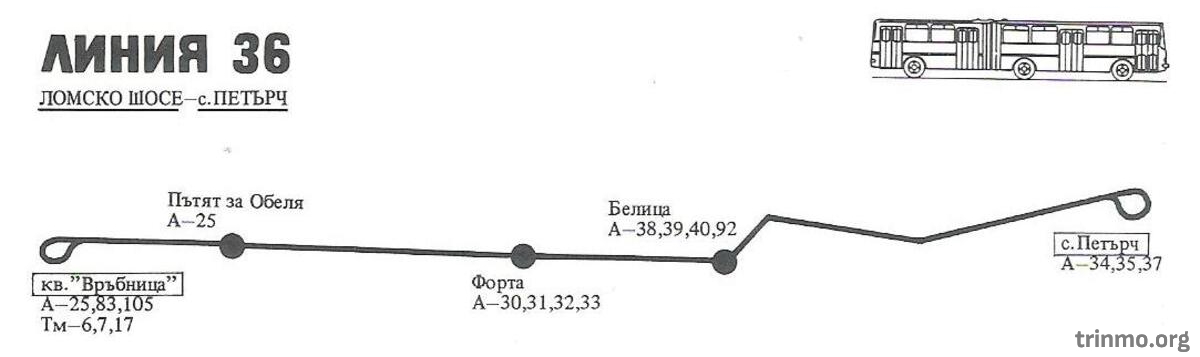 ЛИНИЯ 36
ЛОМСКО ШОСЕ–с.ПЕТЪРЧ
Пътят за Обеля
А–25
Белица
А–38,39,40,92
кв."Връбница"
А–25,83,105
Тм–6,7,17
Форта
А–30,31,32,33
с.Петърч
А–34,35,37
trinmo.org